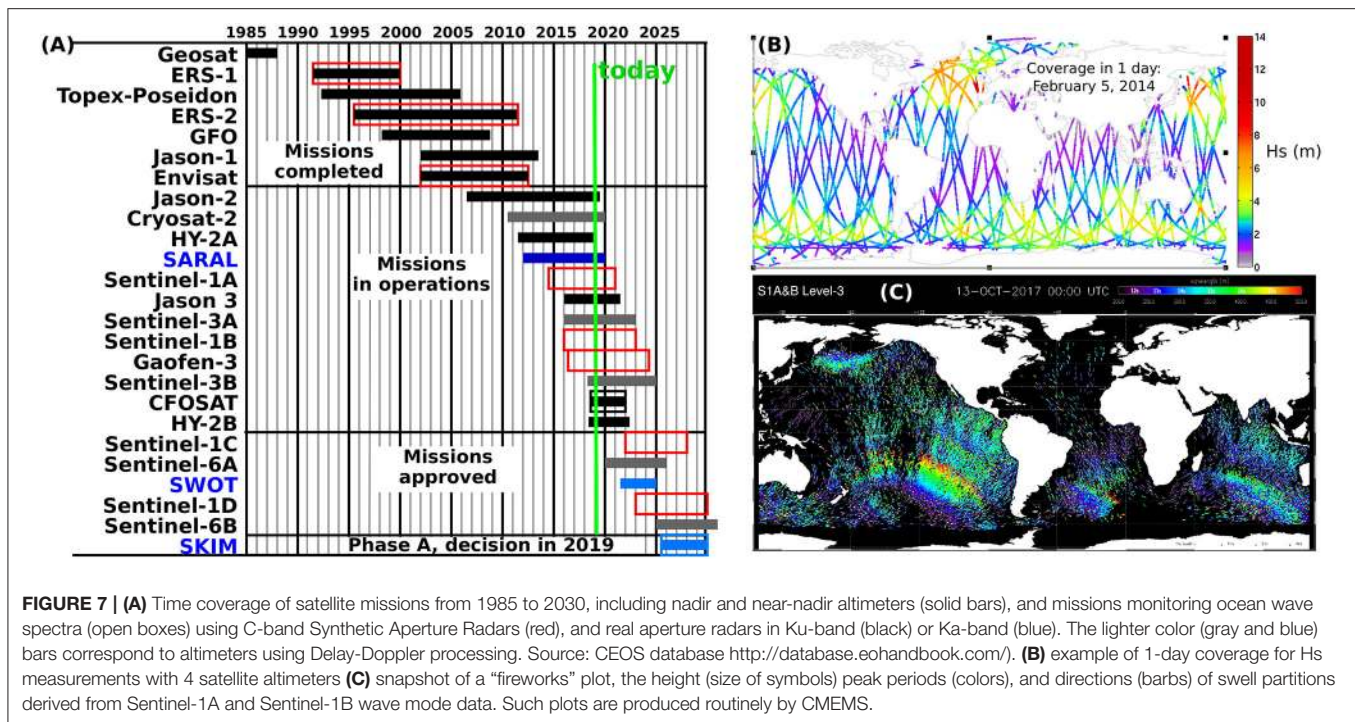 (A)
1985 1990 1995 2000 2005 2010 2015 2020 2025
Geosat
ERS-1
Topex-Poseidon
ERS-2
GFO
Jason-1
Envisat
Jason-2
Cryosat-2
HY-2A
SARAL
Sentinel-1A
Jason 3
Sentinel-3A
Sentinel-1B
Gaofen-3
Sentinel-3B
CFOSAT
HY-2B
Sentinel-1C
Sentinel-6A
SWOT
Sentinel-1D
Sentinel-6B
SKIM
today
Missions
completed
Missions
in operations
Missions
approved
Phase A, decision in 2019
(B)
Coverage in 1 day:
February 5, 2014
14
12
10
8
6
4
2
0
Hs (m)
S1A&B Level-3
(C)
13-OCT-2017 00:00 UTC
FIGURE 7 | (A) Time coverage of satellite missions from 1985 to 2030, including nadir and near-nadir altimeters (solid bars), and missions monitoring ocean wave
spectra (open boxes) using C-band Synthetic Aperture Radars (red), and real aperture radars in Ku-band (black) or Ka-band (blue). The lighter color (gray and blue)
bars correspond to altimeters using Delay-Doppler processing. Source: CEOS database http://database.eohandbook.com/). (B) example of 1-day coverage for Hs
measurements with 4 satellite altimeters (C) snapshot of a “fireworks” plot, the height (size of symbols) peak periods (colors), and directions (barbs) of swell partitions
derived from Sentinel-1A and Sentinel-1B wave mode data. Such plots are produced routinely by CMEMS.